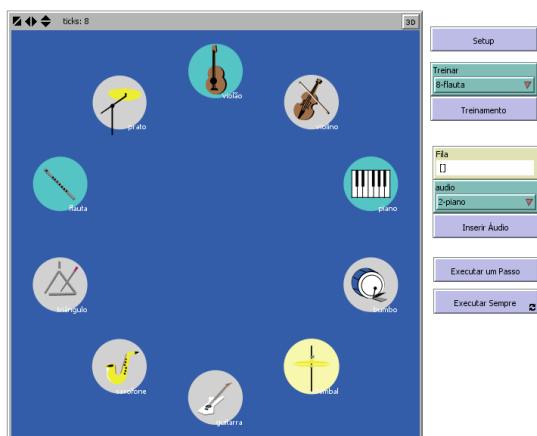 ticks: 8
3D
violão
prato
violino
flauta
piano
triângulo
bumbo
saxofone
guitarra
Setup
Treinar
8-flauta
Treinamento
Fila
[]
audio
2-piano
Inserir Áudio
Executar um Passo
Executar Sempre